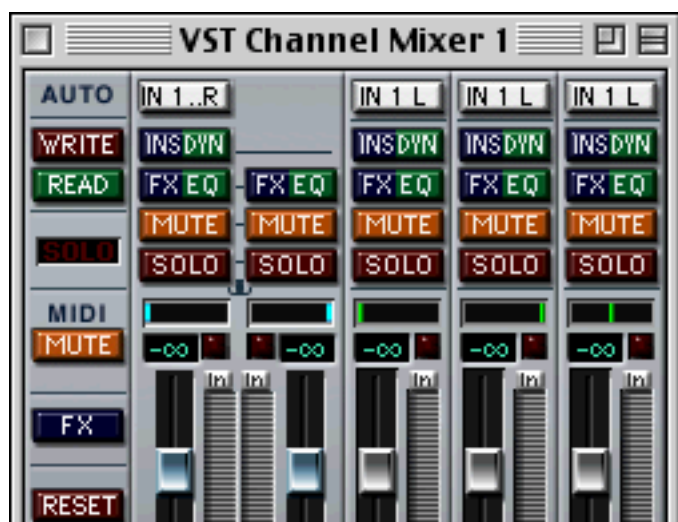 VST Channel Mixer 1
AUTO IN 1..R IN 1 L IN 1 L IN 1 L
WRITE INS DYN INS DYN INS DYN INS DYN
READ FX EQ FX EQ FX EQ FX EQ FX EQ
MUTE MUTE MUTE MUTE MUTE
SOLO SOLO SOLO SOLO SOLO SOLO
MIDI
MUTE -∞ -∞ -∞ -∞ -∞
In In In In In
FX
RESET